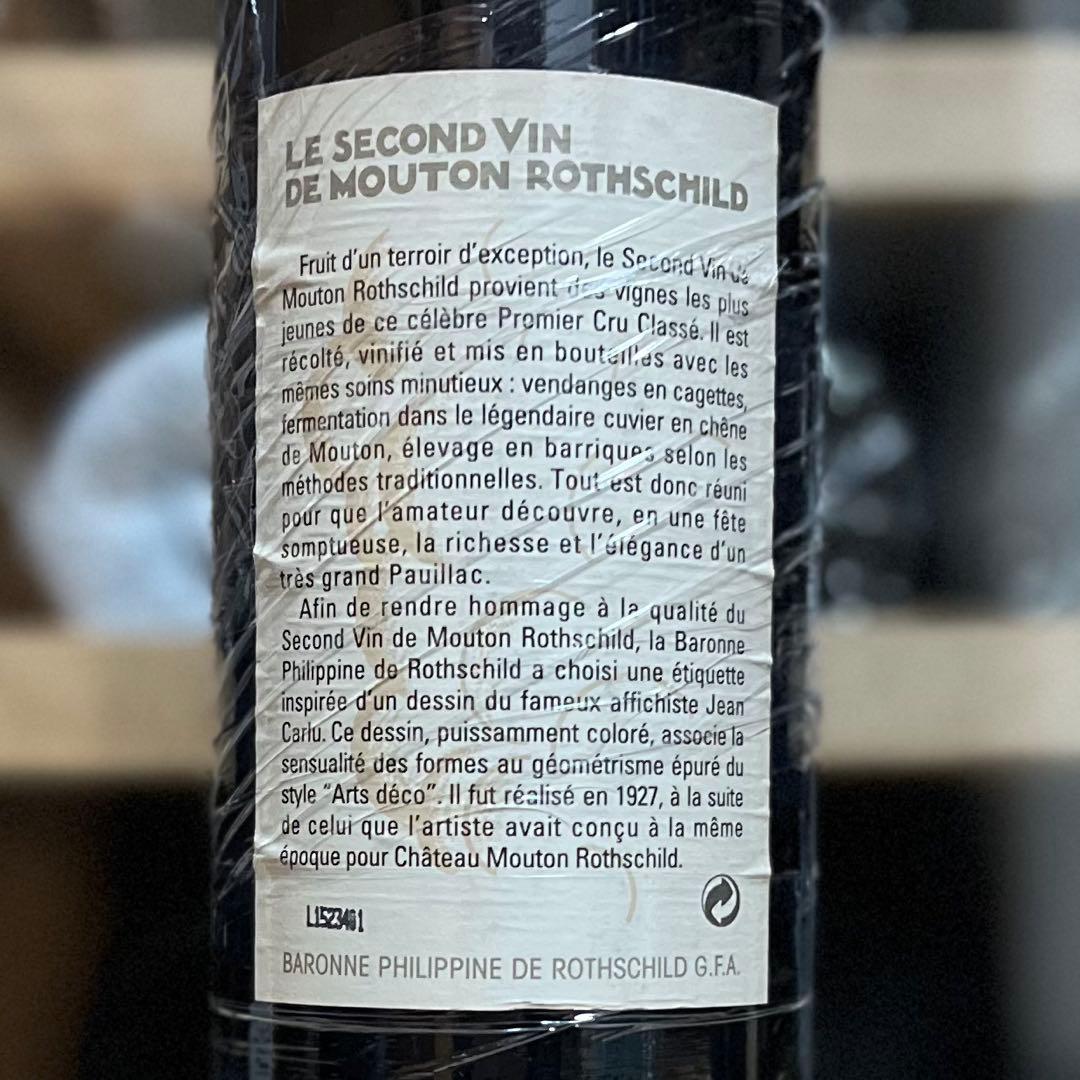 LE SECOND VIN
DE MOUTON ROTHSCHILD
Fruit d'un terroir d'exception, le Second Vin de
Mouton Rothschild provient des vignes les plus
jeunes de ce célèbre Premier Cru Classé. Il est
récolté, vinifié et mis en bouteilles avec les
mêmes soins minutieux : vendanges en cagettes,
fermentation dans le légendaire cuvier en chêne
de Mouton, élevage en barriques selon les
méthodes traditionnelles. Tout est donc réuni
pour que l'amateur découvre, en une fête
somptueuse, la richesse et l'élégance d'un
très grand Pauillac.
Afin de rendre hommage à la qualité du
Second Vin de Mouton Rothschild, la Baronne
Philippine de Rothschild a choisi une étiquette
inspirée d'un dessin du fameux affichiste Jean
Carlu. Ce dessin, puissamment coloré, associe la
sensualité des formes au géométrisme épuré du
style "Arts déco". Il fut réalisé en 1927, à la suite
de celui que l'artiste avait conçu à la même
époque pour Château Mouton Rothschild.
BARONNE PHILIPPINE DE ROTHSCHILD G.F.A.